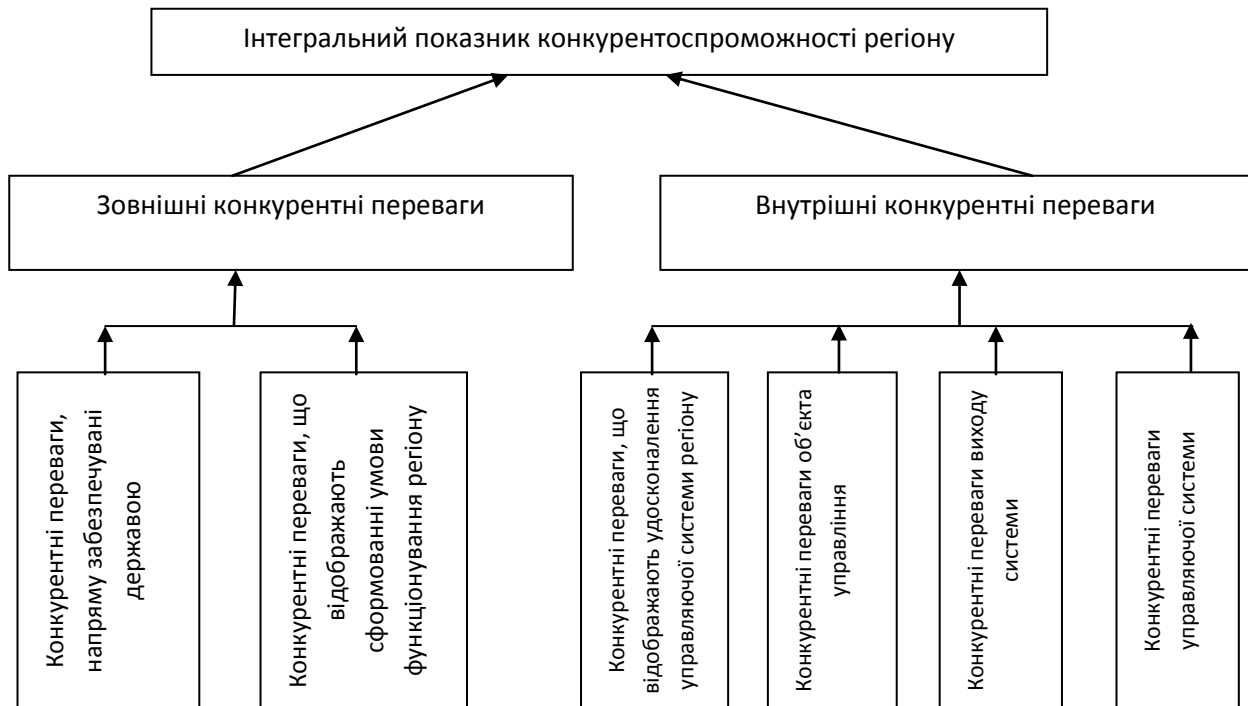 Інтегральний показник конкурентоспроможності регіону
Зовнішні конкурентні переваги
Внутрішні конкурентні переваги
Конкурентні переваги,
напряму забезпечувані
державою
Конкурентні переваги, що
відображають
сформованні умови
функціонування регіону
Конкурентні переваги, що
відображають удосконалення
управляючої системи регіону
Конкурентні переваги об’єкта
управління
Конкурентні переваги виходу
системи
Конкурентні переваги
управляючої системи